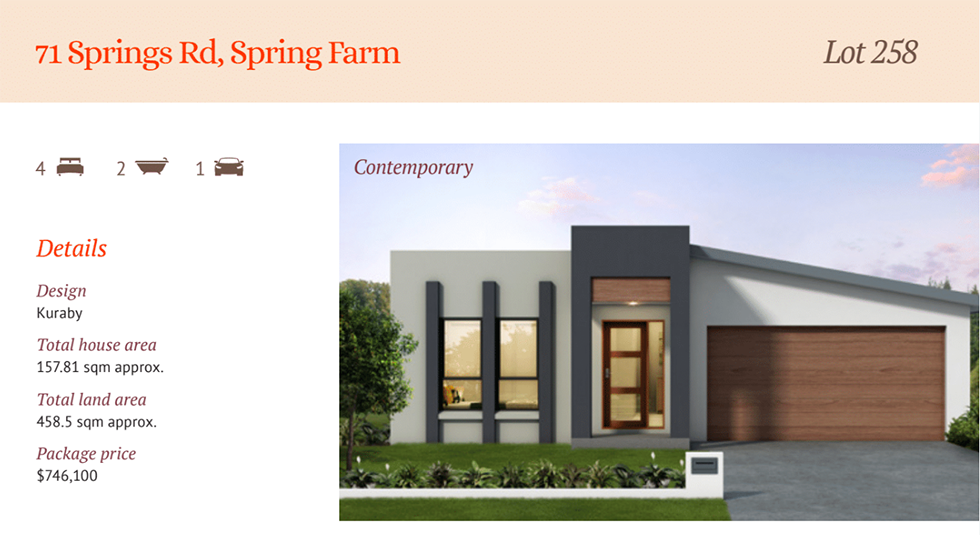 71 Springs Rd, Spring Farm
Lot 258
4 2 1
Contemporary
Details
Design
Kuraby
Total house area
157.81 sqm approx.
Total land area
458.5 sqm approx.
Package price
$746,100